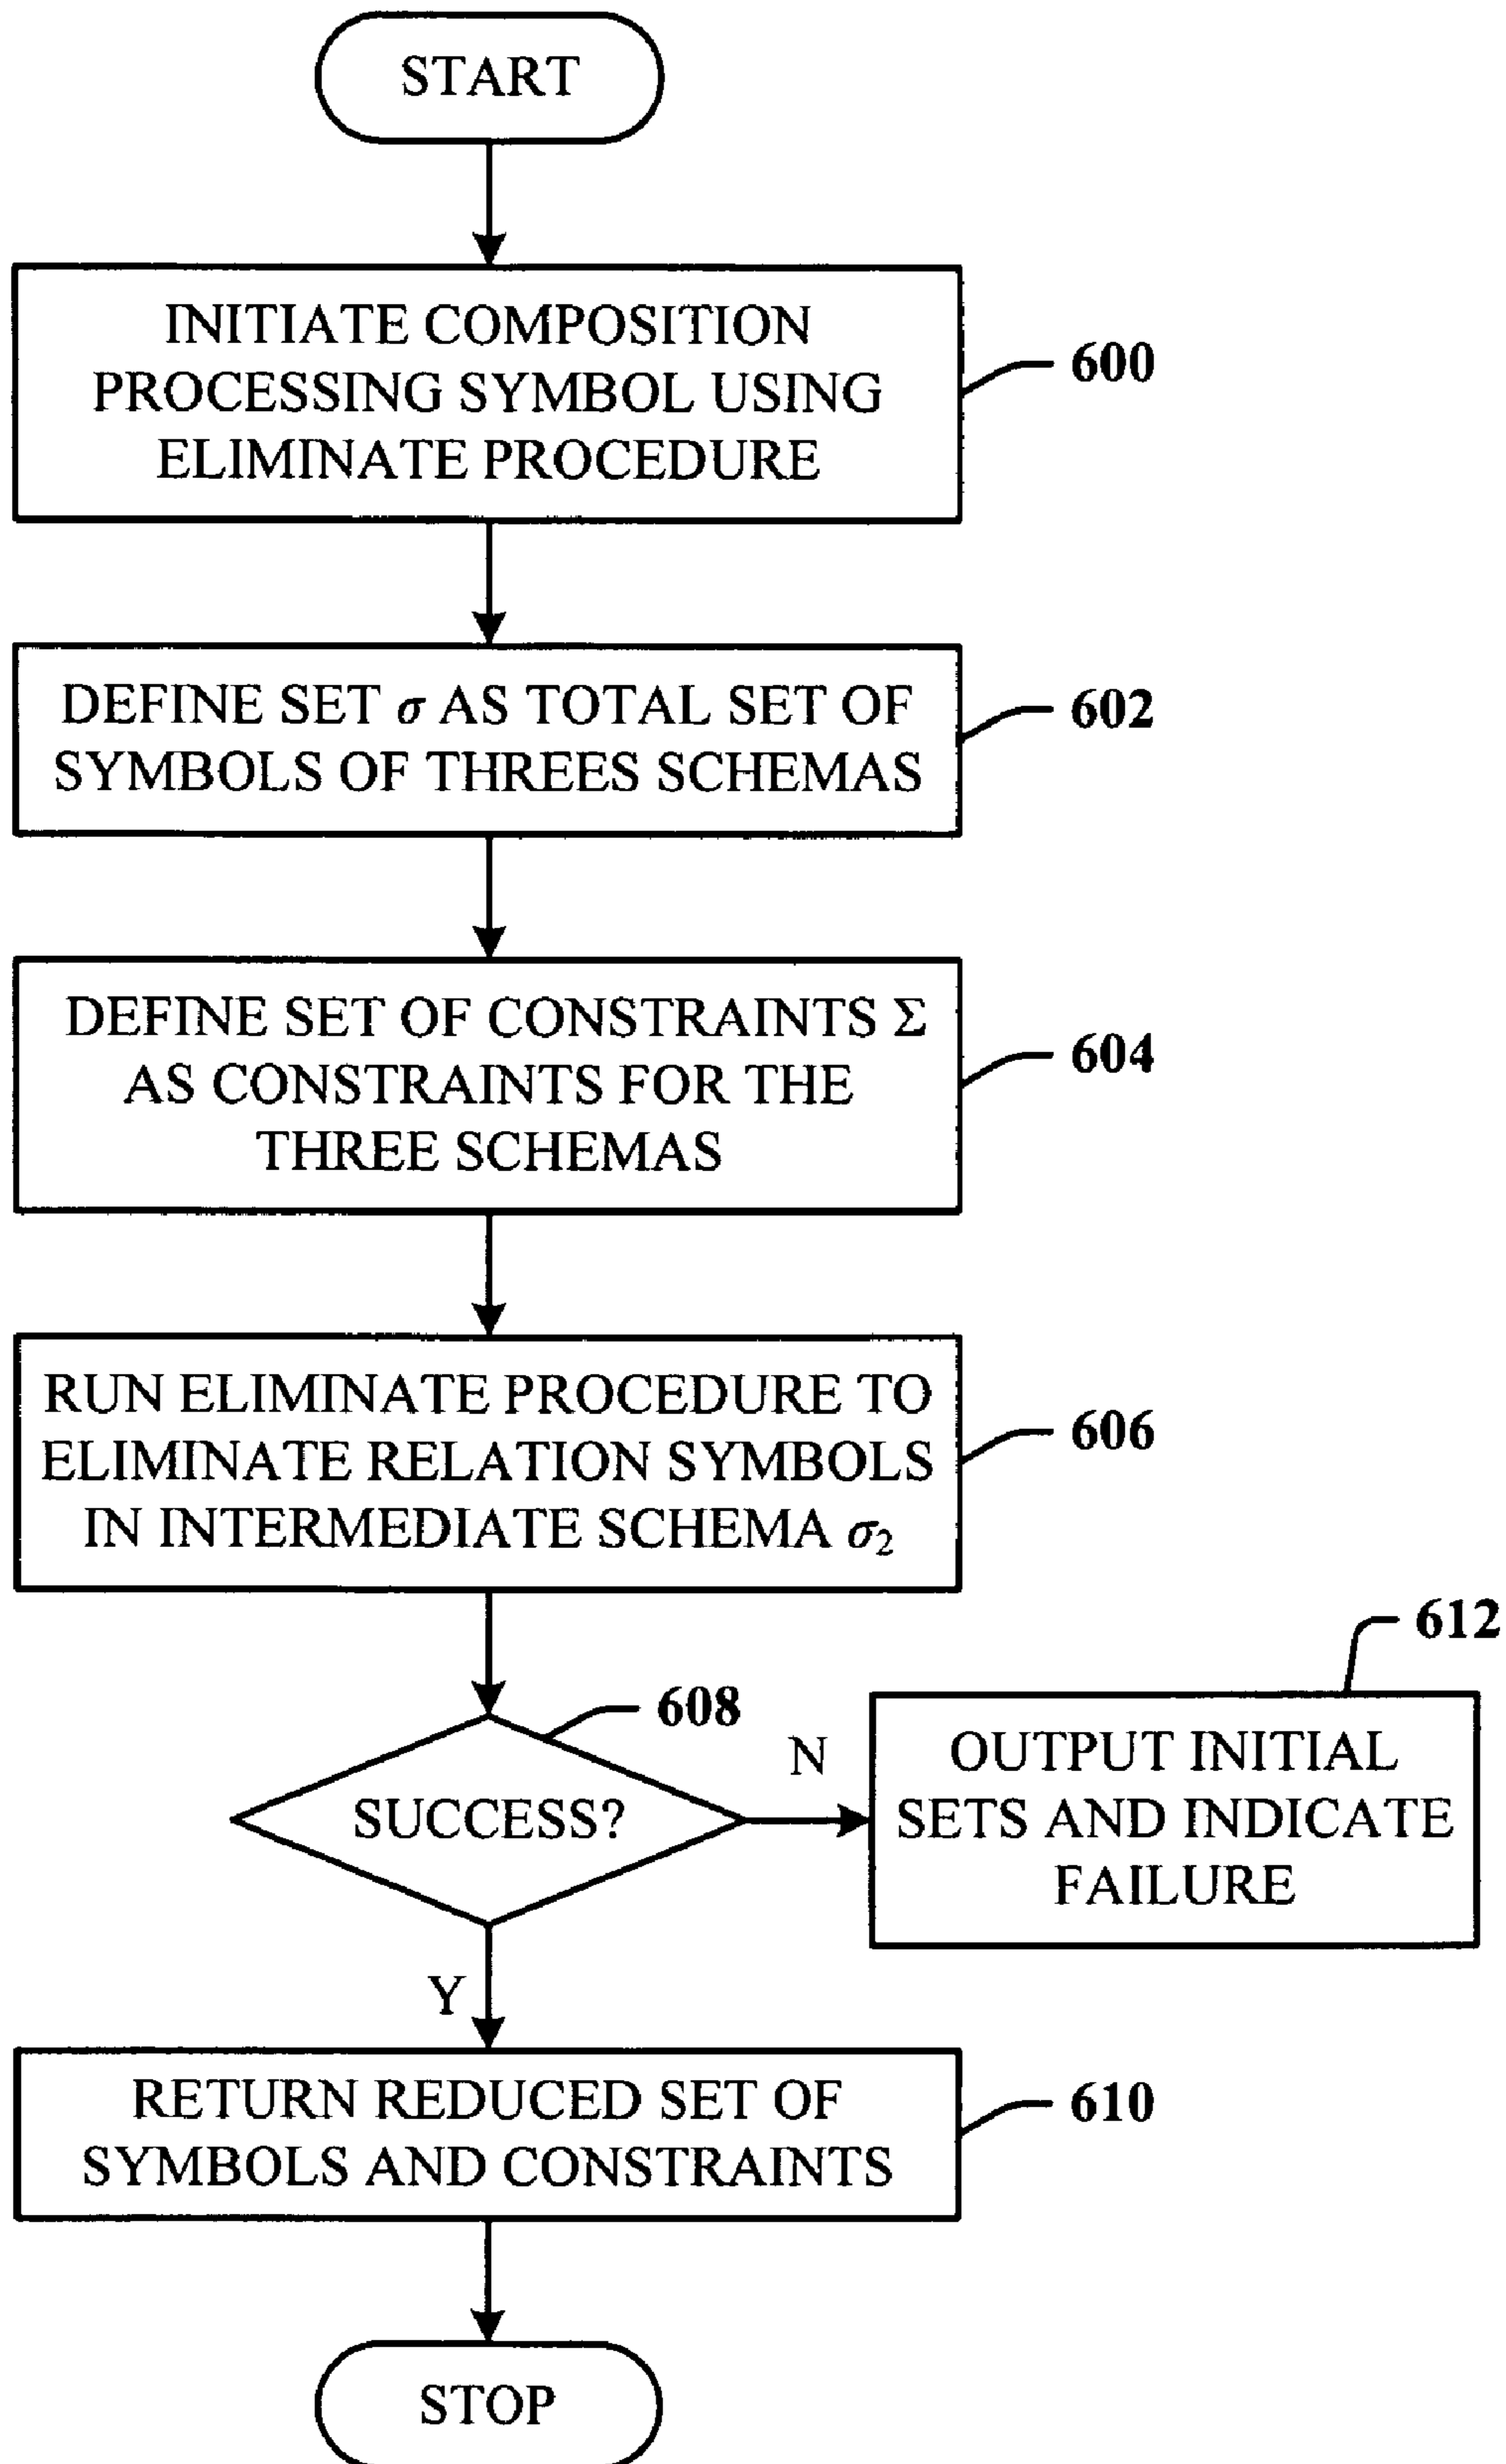 START
INITIATE COMPOSITION
PROCESSING SYMBOL USING
ELIMINATE PROCEDURE
600
DEFINE SET σ AS TOTAL SET OF
SYMBOLS OF THREES SCHEMAS
602
DEFINE SET OF CONSTRAINTS Σ
AS CONSTRAINTS FOR THE
THREE SCHEMAS
604
RUN ELIMINATE PROCEDURE TO
ELIMINATE RELATION SYMBOLS
IN INTERMEDIATE SCHEMA σ₂
606
608
SUCCESS?
N
612
OUTPUT INITIAL
SETS AND INDICATE
FAILURE
Y
RETURN REDUCED SET OF
SYMBOLS AND CONSTRAINTS
610
STOP